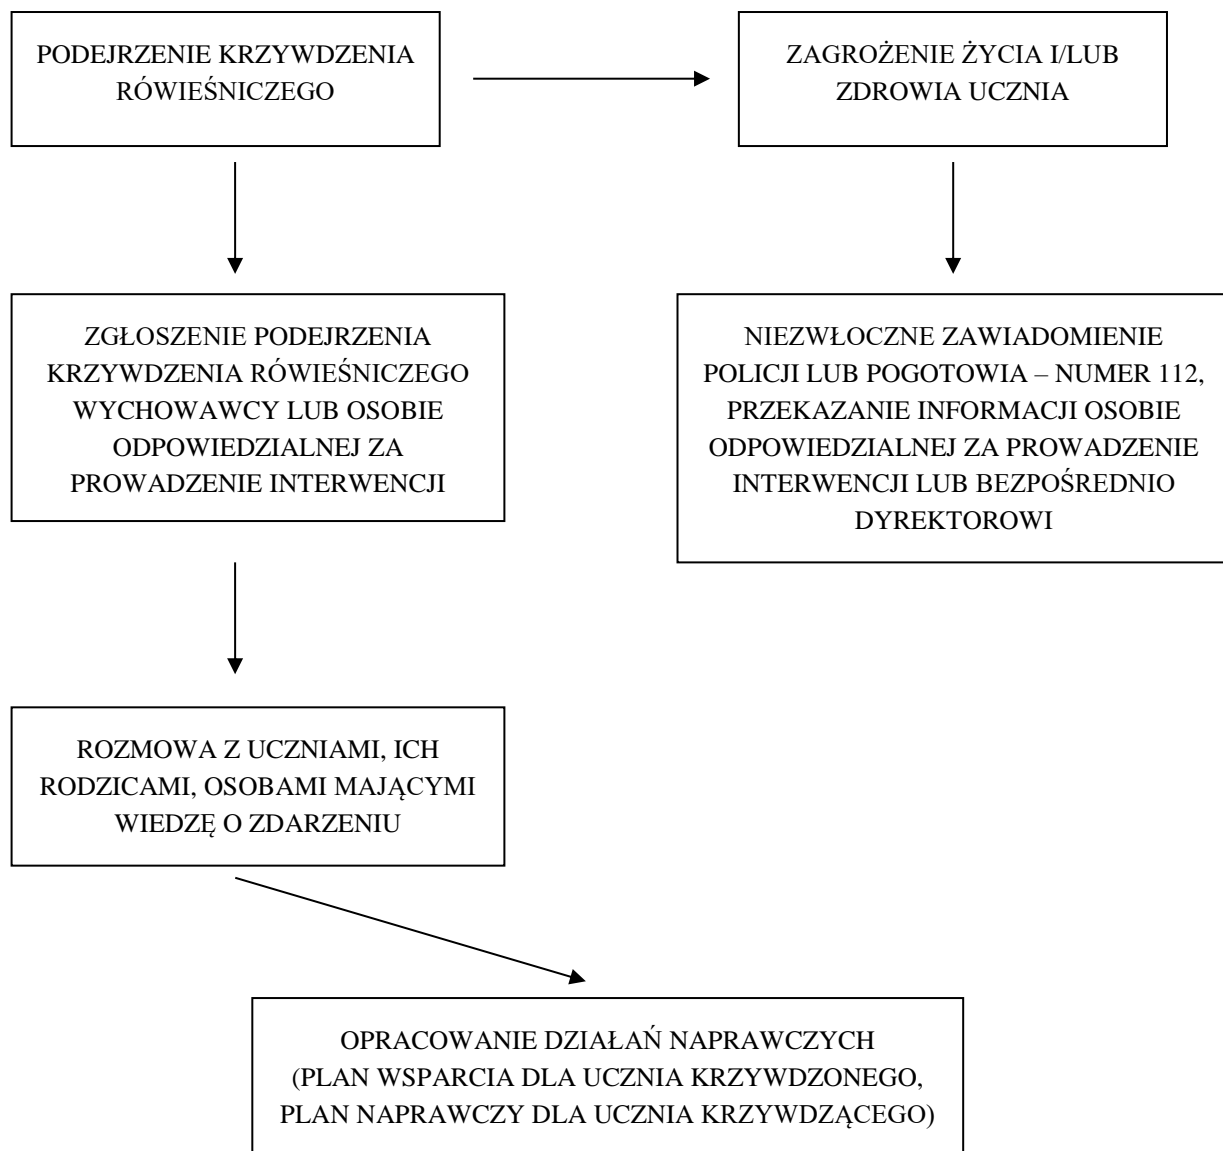 PODEJRZENIE KRZYWDZENIA
RÓWIEŚNICZEGO
ZAGROŻENIE ŻYCIA I/LUB
ZDROWIA UCZNIA
ZGŁOSZENIE PODEJRZENIA
KRZYWDZENIA RÓWIEŚNICZEGO
WYCHOWAWCY LUB OSOBIE
ODPOWIEDZIALNEJ ZA
PROWADZENIE INTERWENCJI
NIEZWŁOCZNE ZAWIADOMIENIE
POLICJI LUB POGOTOWIA – NUMER 112,
PRZEKAZANIE INFORMACJI OSOBIE
ODPOWIEDZIALNEJ ZA PROWADZENIE
INTERWENCJI LUB BEZPOŚREDNIO
DYREKTOROWI
ROZMOWA Z UCZNIAMI, ICH
RODZICAMI, OSOBAMI MAJĄCYMI
WIEDZĘ O ZDARZENIU
OPRACOWANIE DZIAŁAŃ NAPRAWCZYCH
(PLAN WSPARCIA DLA UCZNIA KRZYWDZONEGO,
PLAN NAPRAWCZY DLA UCZNIA KRZYWDZĄCEGO)